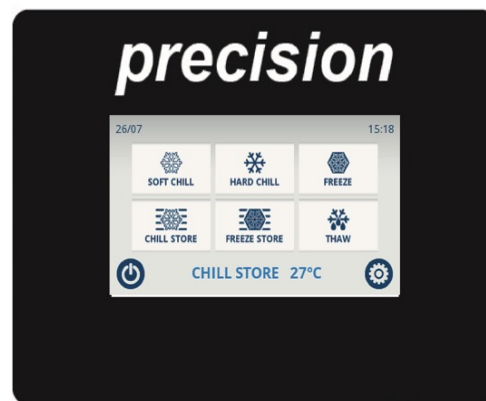 precision
26/07 15:18
SOFT CHILL HARD CHILL FREEZE
CHILL STORE FREEZE STORE THAW
CHILL STORE 27°C